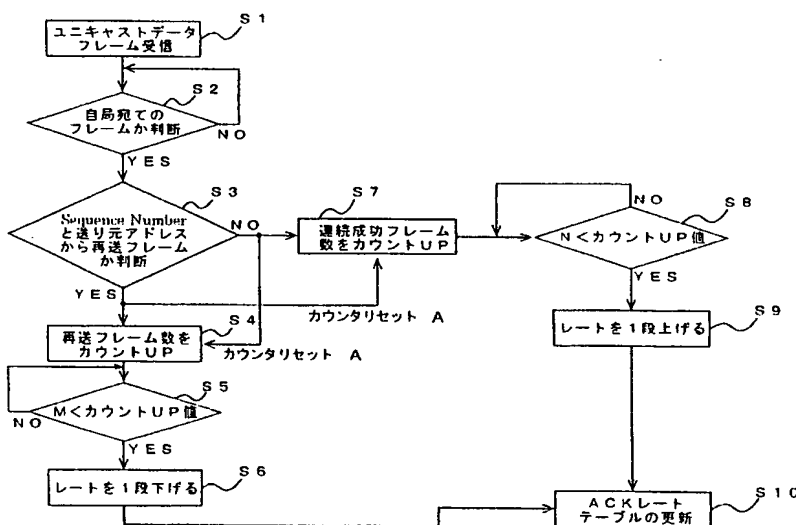 S1
ユニキャストデータ
フレーム受信
S2
自局宛ての
フレームか判断
NO
YES
S3
Sequence Number
と送り元アドレス
から再送フレーム
か判断
NO
YES
S7
連続成功フレーム
数をカウントUP
NO
S8
N<カウントUP値
YES
カウンタリセット A
S4
再送フレーム数を
カウントUP
カウンタリセット A
S9
レートを1段上げる
S5
M<カウントUP値
NO
YES
S6
レートを1段下げる
S10
ACKレート
テーブルの更新